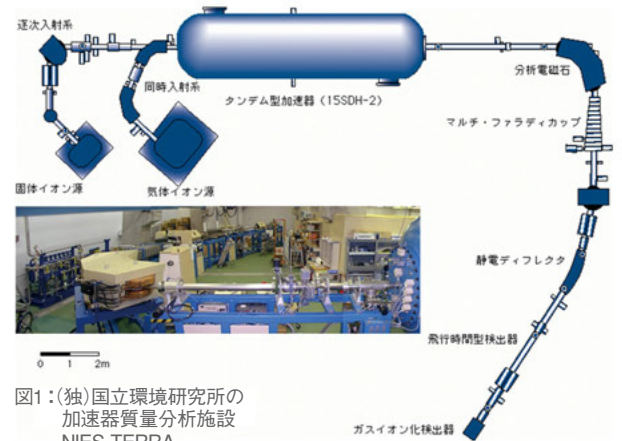 逐次入射系
同時入射系
タンデム型加速器（15SDH-2）
分析電磁石
マルチ・ファラディカップ
固体イオン源
気体イオン源
静電ディフレクタ
飛行時間型検出器
0 1 2m
図1：(独)国立環境研究所の
加速器質量分析施設
NIES-TERRA
ガスイオン化検出器